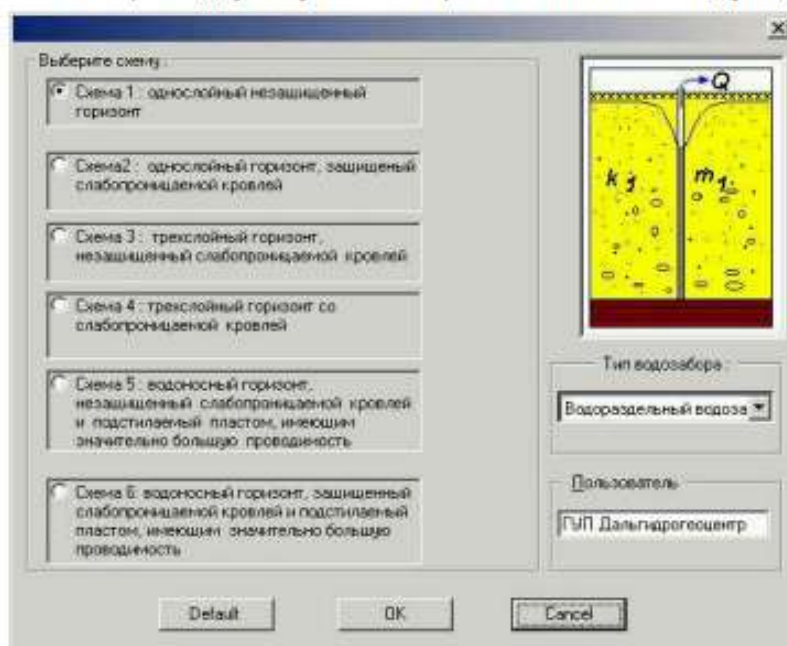 Выберите схему :
Схема 1 : однослойный незащищенный
горизонт
Схема2 : однослойный горизонт, защищеный
слабопроницаемой кровлей
Схема 3 : трехслойный горизонт,
незащищенный слабопроницаемой кровлей
Схема 4 : трехслойный горизонт со
слабопроницаемой кровлей
Схема 5 : водоносный горизонт,
незащищенный слабопроницаемой кровлей
и подстилаемый пластом, имеющим
значительно большую проводимость
Схема 6: водоносный горизонт, защищенный
слабопроницаемой кровлей и подстилаемый
пластом, имеющим значительно большую
проводимость
Q
k 1 m 1
Тип водозабора :
Водораздельный водоза
Пользователь
ГУП Дальгидрогеоцентр
Default OK Cancel